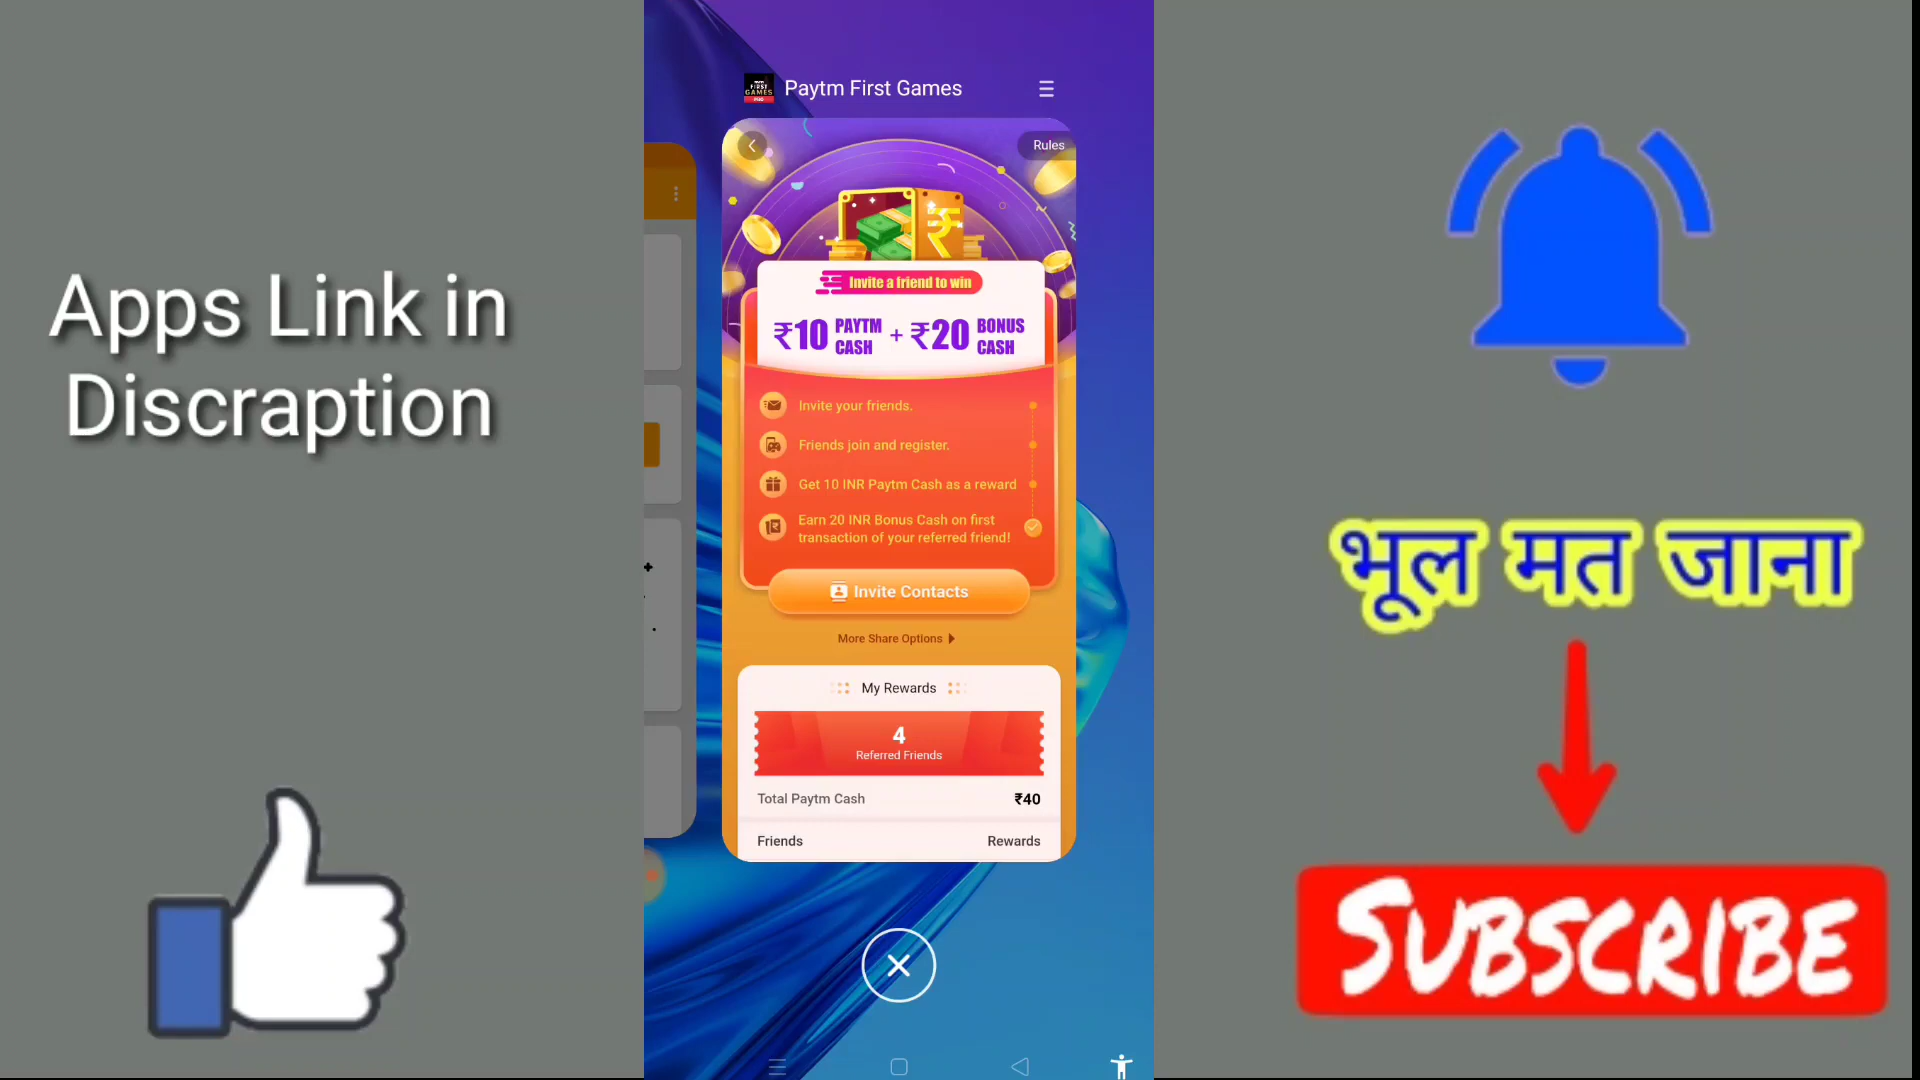 Apps Link in
Discraption
Paytm First Games
FIRST
GAMES
Rules
Invite a friend to win
₹10 PAYTM CASH + ₹20 BONUS CASH
Invite your friends.
Friends join and register.
Get 10 INR Paytm Cash as a reward
Earn 20 INR Bonus Cash on first
transaction of your referred friend!
Invite Contacts
More Share Options
My Rewards
4
Referred Friends
Total Paytm Cash ₹40
Friends Rewards
भूल मत जाना
SUBSCRIBE